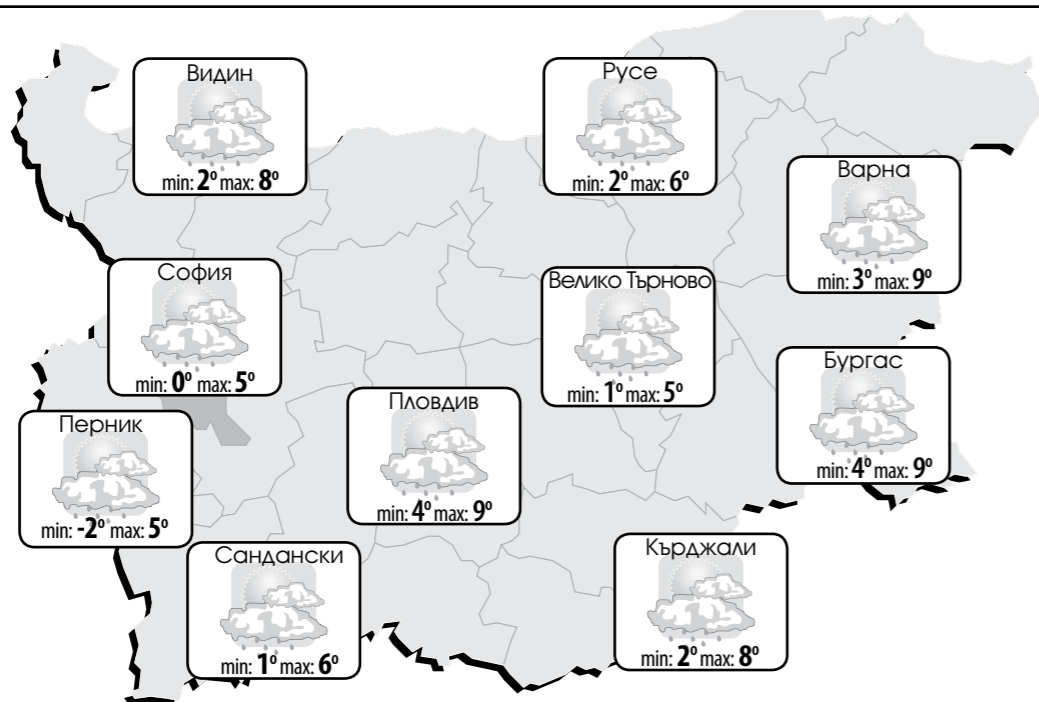 Видин
min: 2° max: 8°
Русе
min: 2° max: 6°
Варна
min: 3° max: 9°
София
min: 0° max: 5°
Велико Търново
min: 1° max: 5°
Бургас
min: 4° max: 9°
Пловдив
min: 4° max: 9°
Перник
min: -2° max: 5°
Сандански
min: 1° max: 6°
Кърджали
min: 2° max: 8°